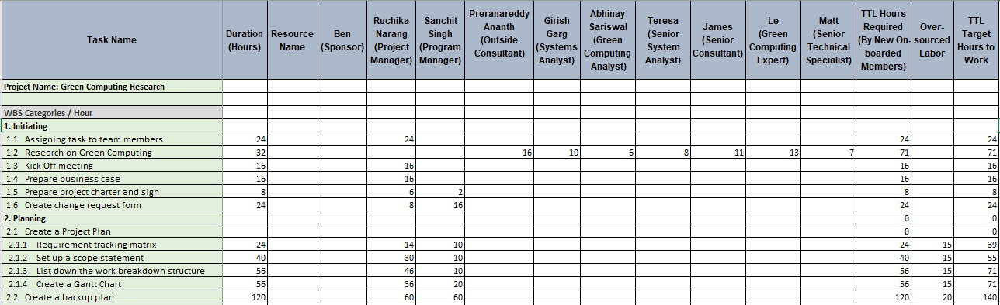 Task Name Duration (Hours) Resource Name Ben (Sponsor) Ruchika Narang (Project Manager) Sanchit Singh (Program Manager) Preranareddy Ananth (Outside Consultant) Girish Garg (Systems Analyst) Abhinay Sariswal (Green Computing Analyst) Teresa (Senior System Analyst) James (Senior Consultant) Le (Green Computing Expert) Matt (Senior Technical Specialist) TTL Hours Required (By New On-boarded Members) Over-sourced Labor TTL Target Hours to Work
Project Name: Green Computing Research
WBS Categories / Hour
1. Initiating
1.1 Assigning task to team members 24 24 24 24
1.2 Research on Green Computing 32 16 10 6 8 11 13 7 71 71
1.3 Kick Off meeting 16 16 16 16
1.4 Prepare business case 16 16 16 16
1.5 Prepare project charter and sign 8 6 2 8 8
1.6 Create change request form 24 8 16 24 24
2. Planning 0 0
2.1 Create a Project Plan 0 0
2.1.1 Requirement tracking matrix 24 14 10 24 15 39
2.1.2 Set up a scope statement 40 30 10 40 15 55
2.1.3 List down the work breakdown structure 56 46 10 56 15 71
2.1.4 Create a Gantt Chart 56 36 20 56 15 71
2.2 Create a backup plan 120 60 60 120 20 140